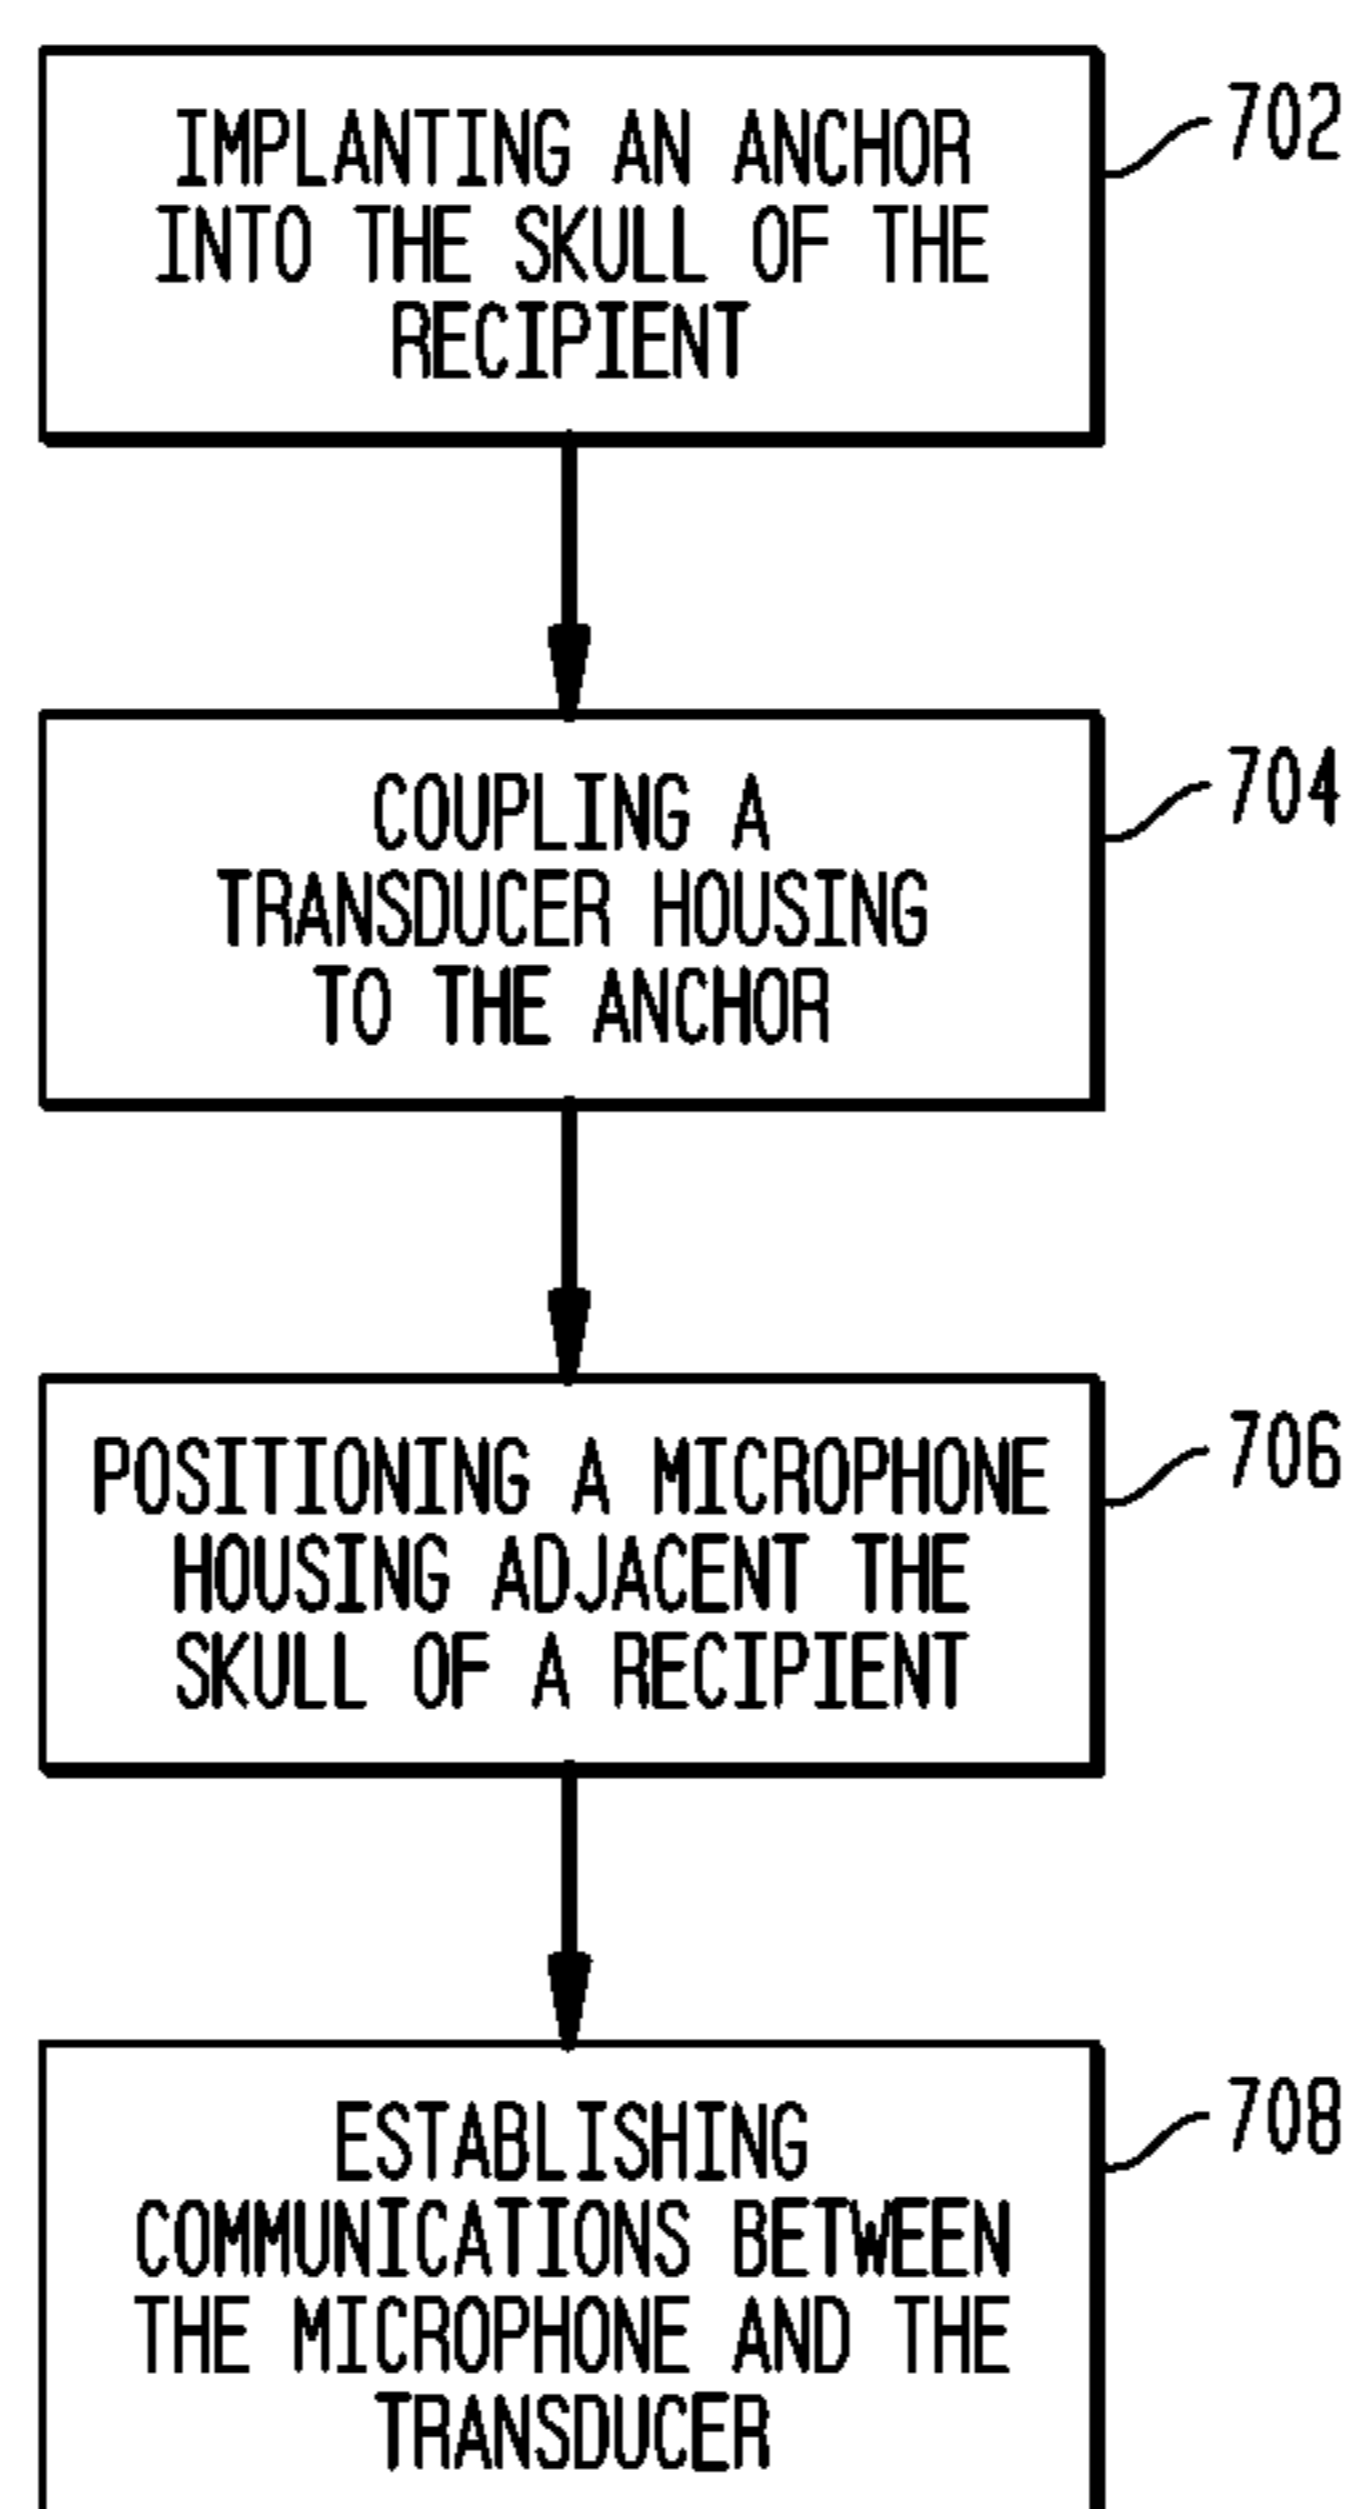 IMPLANTING AN ANCHOR
INTO THE SKULL OF THE
RECIPIENT
702
COUPLING A
TRANSDUCER HOUSING
TO THE ANCHOR
704
POSITIONING A MICROPHONE
HOUSING ADJACENT THE
SKULL OF A RECIPIENT
706
ESTABLISHING
COMMUNICATIONS BETWEEN
THE MICROPHONE AND THE
TRANSDUCER
708